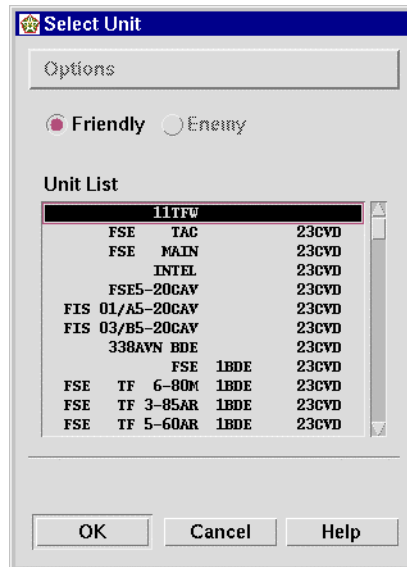 Select Unit
Options
Friendly Enemy
Unit List
11TFW
FSE TAC 23CVD
FSE MAIN 23CVD
INTEL 23CVD
FSE5-20CAV 23CVD
FIS 01/A5-20CAV 23CVD
FIS 03/B5-20CAV 23CVD
338AVN BDE 23CVD
FSE 1BDE 23CVD
FSE TF 6-80M 1BDE 23CVD
FSE TF 3-85AR 1BDE 23CVD
FSE TF 5-60AR 1BDE 23CVD
OK Cancel Help